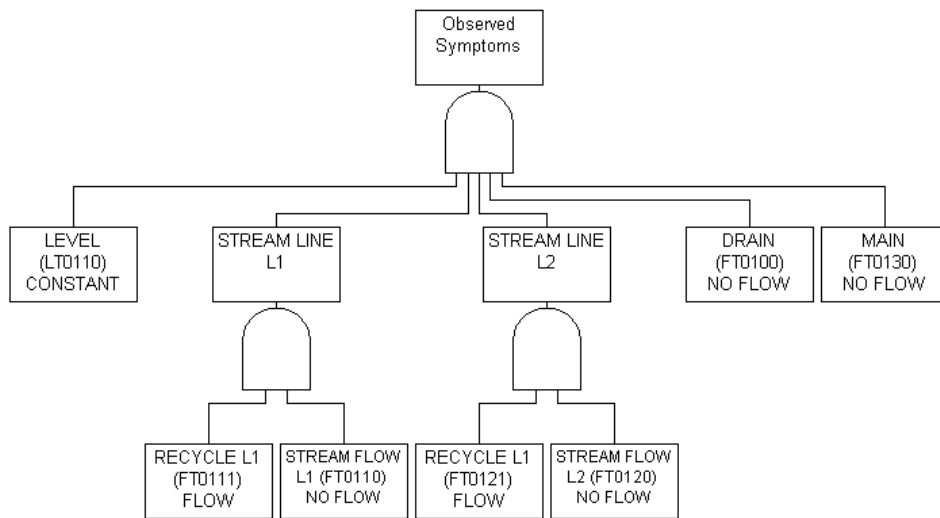 Observed
Symptoms
LEVEL
(LT0110)
CONSTANT
STREAM LINE
L1
STREAM LINE
L2
DRAIN
(FT0100)
NO FLOW
MAIN
(FT0130)
NO FLOW
RECYCLE L1
(FT0111)
FLOW
STREAM FLOW
L1 (FT0110)
NO FLOW
RECYCLE L1
(FT0121)
FLOW
STREAM FLOW
L2 (FT0120)
NO FLOW